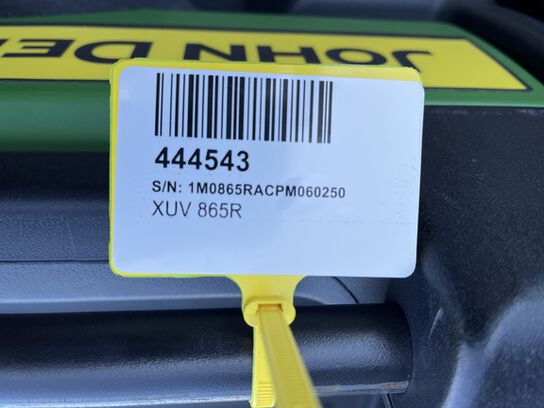 JOHN DE
444543
S/N: 1M0865RACPM060250
XUV 865R